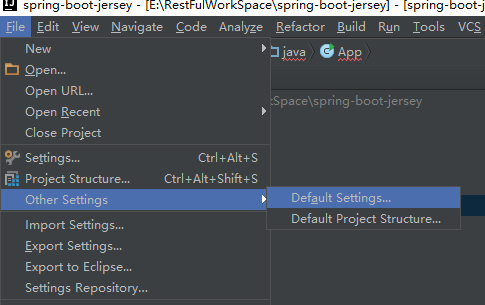 spring-boot-jersey - [E:\RestFulWorkSpace\spring-boot-jersey] - [spring-boot-j
File Edit View Navigate Code Analyze Refactor Build Run Tools VCS
New
java App
Open...
Open URL...
Space\spring-boot-jersey
Open Recent
Close Project
Settings... Ctrl+Alt+S
Project Structure... Ctrl+Alt+Shift+S
Other Settings Default Settings...
Default Project Structure...
Import Settings...
Export Settings...
Export to Eclipse...
Settings Repository...